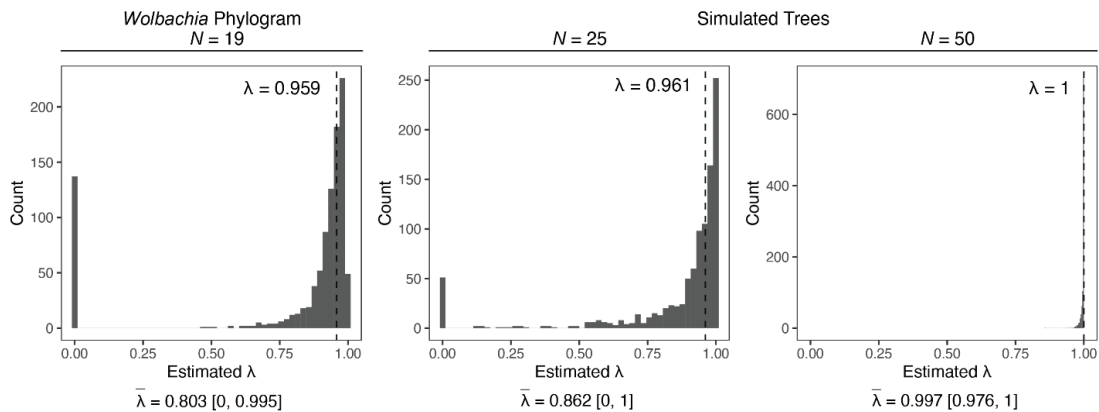 Wolbachia Phylogram
Simulated Trees
N = 19
N = 25
N = 50
λ = 0.959
λ = 0.961
λ = 1
200
150
100
50
0
Count
0.00 0.25 0.50 0.75 1.00
Estimated λ
λ̅ = 0.803 [0, 0.995]
250
200
150
100
50
0
Count
0.00 0.25 0.50 0.75 1.00
Estimated λ
λ̅ = 0.862 [0, 1]
600
400
200
0
Count
0.00 0.25 0.50 0.75 1.00
Estimated λ
λ̅ = 0.997 [0.976, 1]